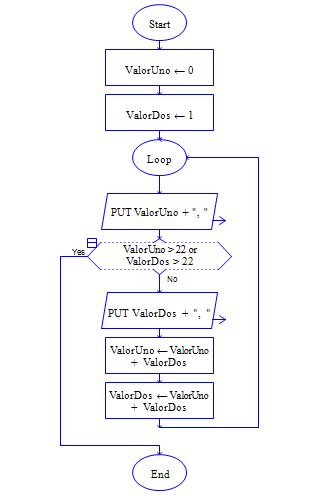 Start
ValorUno ← 0
ValorDos ← 1
Loop
PUT ValorUno + ", "
ValorUno > 22 or
ValorDos > 22
Yes
No
PUT ValorDos + ", "
ValorUno ← ValorUno
+ ValorDos
ValorDos ← ValorUno
+ ValorDos
End